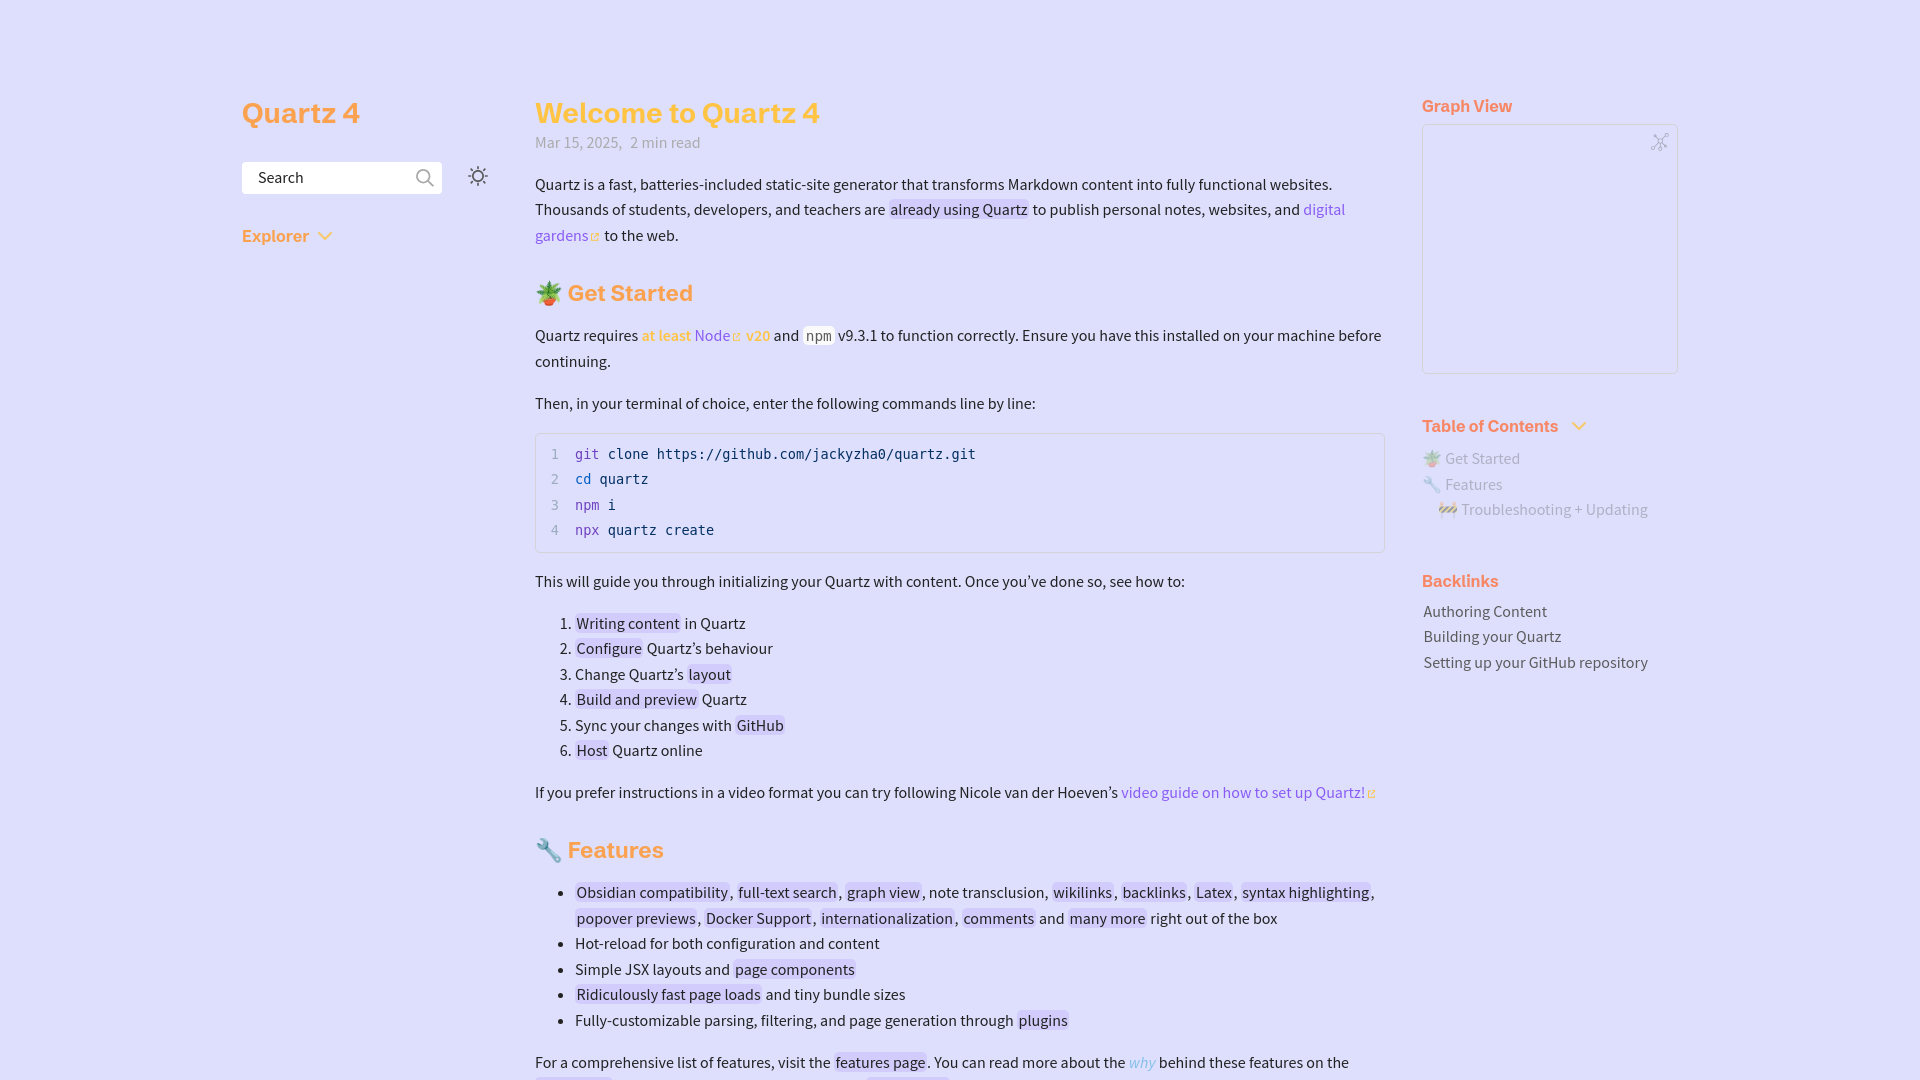 Quartz 4
Search
Explorer
Welcome to Quartz 4
Mar 15, 2025, 2 min read
Quartz is a fast, batteries-included static-site generator that transforms Markdown content into fully functional websites.
Thousands of students, developers, and teachers are already using Quartz to publish personal notes, websites, and digital
gardens to the web.
🪴 Get Started
Quartz requires at least Node v20 and npm v9.3.1 to function correctly. Ensure you have this installed on your machine before
continuing.
Then, in your terminal of choice, enter the following commands line by line:
1 git clone https://github.com/jackyzha0/quartz.git
2 cd quartz
3 npm i
4 npx quartz create
This will guide you through initializing your Quartz with content. Once you’ve done so, see how to:
1. Writing content in Quartz
2. Configure Quartz’s behaviour
3. Change Quartz’s layout
4. Build and preview Quartz
5. Sync your changes with GitHub
6. Host Quartz online
If you prefer instructions in a video format you can try following Nicole van der Hoeven’s video guide on how to set up Quartz!
🔧 Features
• Obsidian compatibility, full-text search, graph view, note transclusion, wikilinks, backlinks, Latex, syntax highlighting,
popover previews, Docker Support, internationalization, comments and many more right out of the box
• Hot-reload for both configuration and content
• Simple JSX layouts and page components
• Ridiculously fast page loads and tiny bundle sizes
• Fully-customizable parsing, filtering, and page generation through plugins
For a comprehensive list of features, visit the features page. You can read more about the why behind these features on the
Graph View
Table of Contents
🪴 Get Started
🔧 Features
🚧 Troubleshooting + Updating
Backlinks
Authoring Content
Building your Quartz
Setting up your GitHub repository